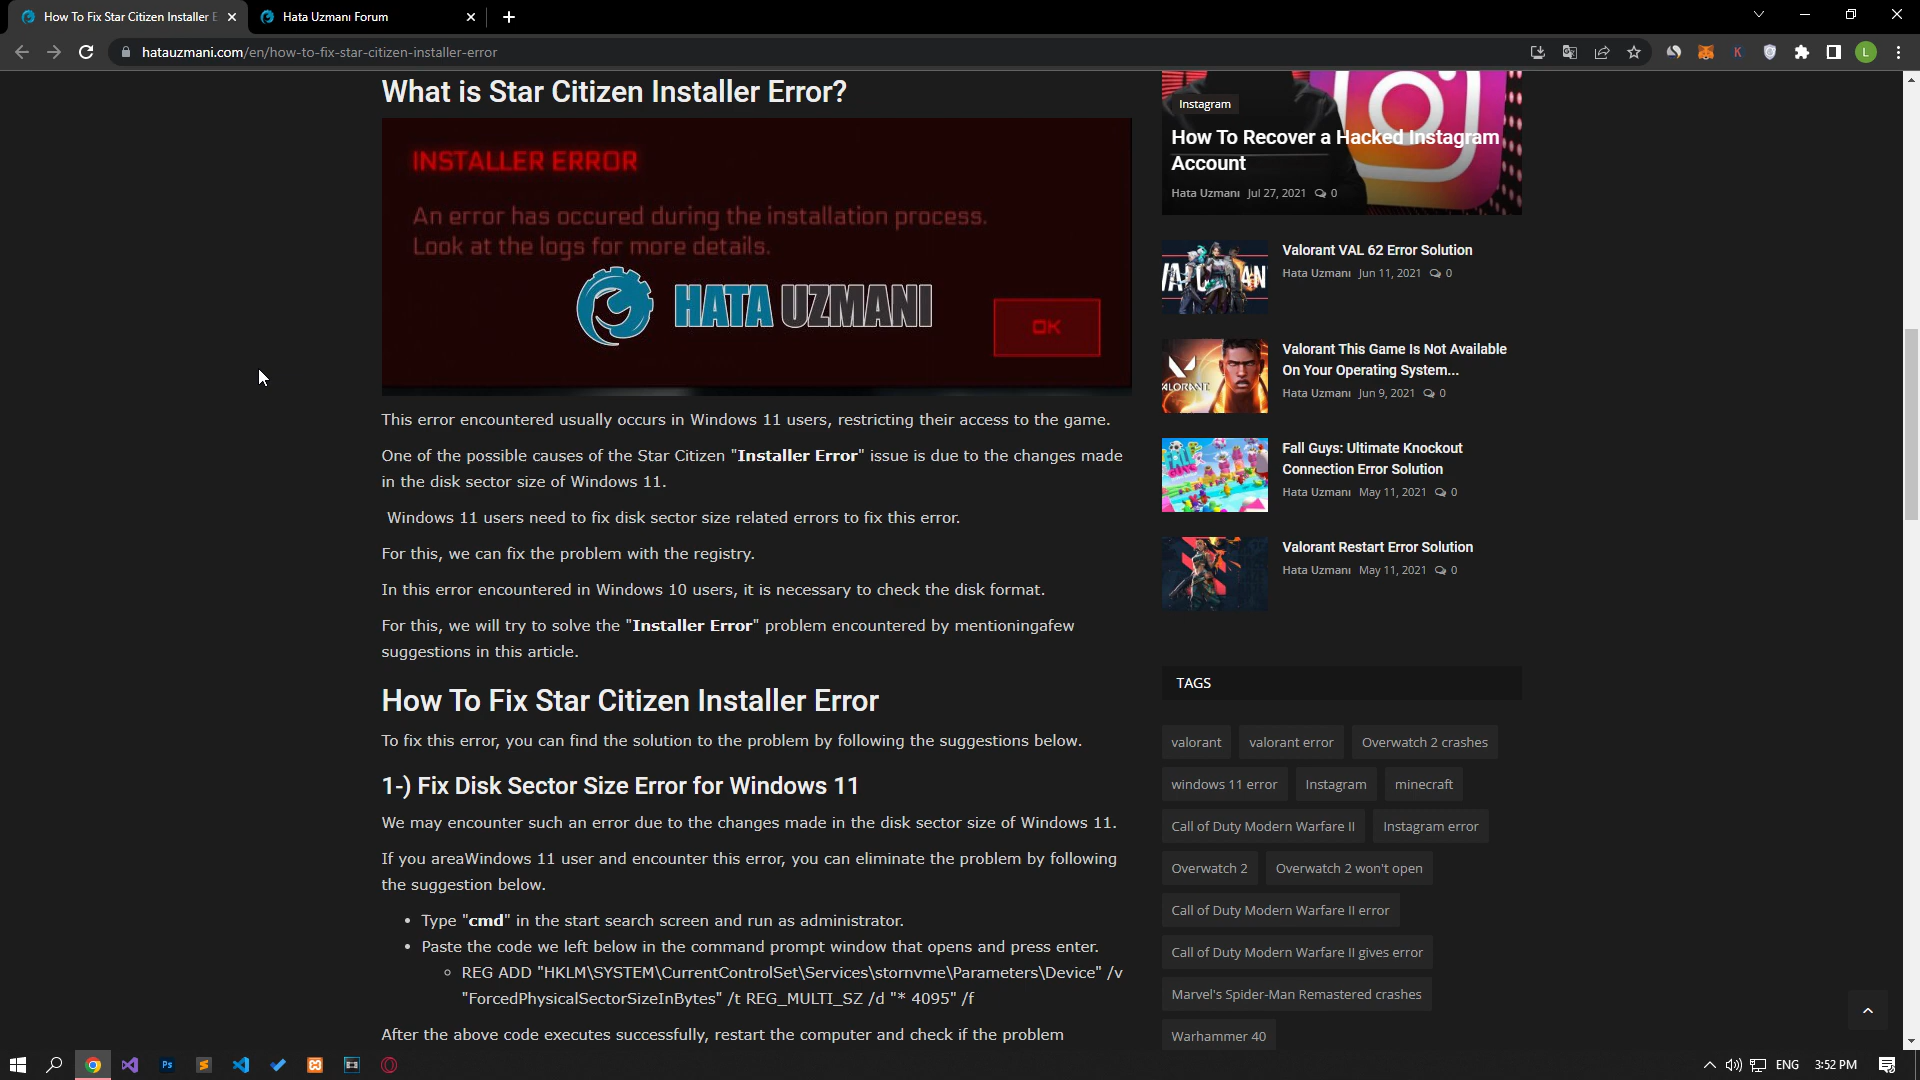 How To Fix Star Citizen Installer E
Hata Uzmanı Forum
hatauzmani.com/en/how-to-fix-star-citizen-installer-error
K
L
What is Star Citizen Installer Error?
INSTALLER ERROR
An error has occured during the installation process.
Look at the logs for more details.
HATA UZMANI
OK
This error encountered usually occurs in Windows 11 users, restricting their access to the game.
One of the possible causes of the Star Citizen "Installer Error" issue is due to the changes made
in the disk sector size of Windows 11.
Windows 11 users need to fix disk sector size related errors to fix this error.
For this, we can fix the problem with the registry.
In this error encountered in Windows 10 users, it is necessary to check the disk format.
For this, we will try to solve the "Installer Error" problem encountered by mentioningafew
suggestions in this article.
How To Fix Star Citizen Installer Error
To fix this error, you can find the solution to the problem by following the suggestions below.
1-) Fix Disk Sector Size Error for Windows 11
We may encounter such an error due to the changes made in the disk sector size of Windows 11.
If you areaWindows 11 user and encounter this error, you can eliminate the problem by following
the suggestion below.
• Type "cmd" in the start search screen and run as administrator.
• Paste the code we left below in the command prompt window that opens and press enter.
◦ REG ADD "HKLM\SYSTEM\CurrentControlSet\Services\stornvme\Parameters\Device" /v
"ForcedPhysicalSectorSizeInBytes" /t REG_MULTI_SZ /d "* 4095" /f
After the above code executes successfully, restart the computer and check if the problem
Instagram
How To Recover a Hacked Instagram
Account
Hata Uzmanı Jul 27, 2021 0
Valorant VAL 62 Error Solution
Hata Uzmanı Jun 11, 2021 0
VALORANT
Valorant This Game Is Not Available
On Your Operating System...
Hata Uzmanı Jun 9, 2021 0
Fall Guys: Ultimate Knockout
Connection Error Solution
Hata Uzmanı May 11, 2021 0
Valorant Restart Error Solution
Hata Uzmanı May 11, 2021 0
TAGS
valorant
valorant error
Overwatch 2 crashes
windows 11 error
Instagram
minecraft
Call of Duty Modern Warfare II
Instagram error
Overwatch 2
Overwatch 2 won't open
Call of Duty Modern Warfare II error
Call of Duty Modern Warfare II gives error
Marvel's Spider-Man Remastered crashes
Warhammer 40
Ps
ENG
3:52 PM